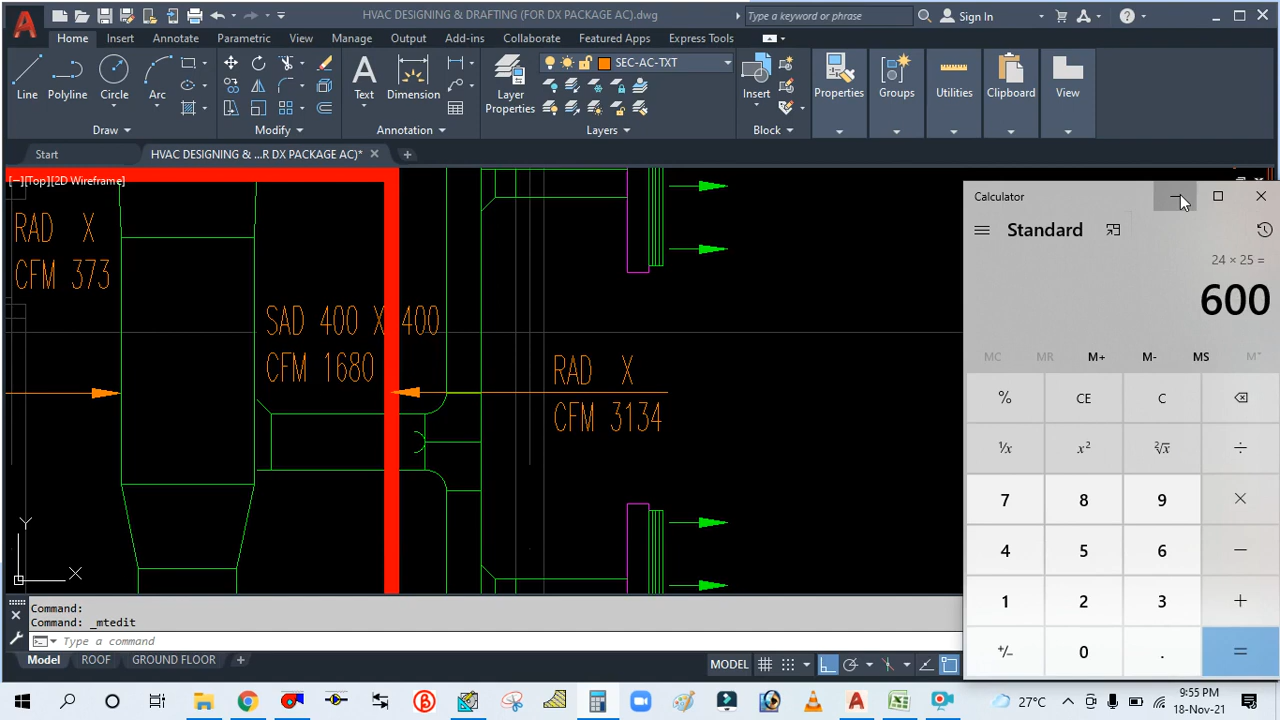 HVAC DESIGNING & DRAFTING (FOR DX PACKAGE AC).dwg
Type a keyword or phrase
Sign In
Home Insert Annotate Parametric View Manage Output Add-ins Collaborate Featured Apps Express Tools
SEC-AC-TXT
Line Polyline Circle Arc Text Dimension Layer Properties Insert Properties Groups Utilities Clipboard View
Draw Modify Annotation Layers Block
Start HVAC DESIGNING & ...R DX PACKAGE AC)*
[−][Top][2D Wireframe]
RAD X
CFM 373
SAD 400 X 400
CFM 1680
RAD X
CFM 3134
Y
X
Calculator
Standard
24 × 25 =
600
MC MR M+ M- MS M˅
% CE C
¹/x x² ²√x ÷
7 8 9 ×
4 5 6 −
1 2 3 +
+/− 0 . =
Command:
Command: _mtedit
Type a command
Model ROOF GROUND FLOOR +
MODEL
27°C
9:55 PM
18-Nov-21